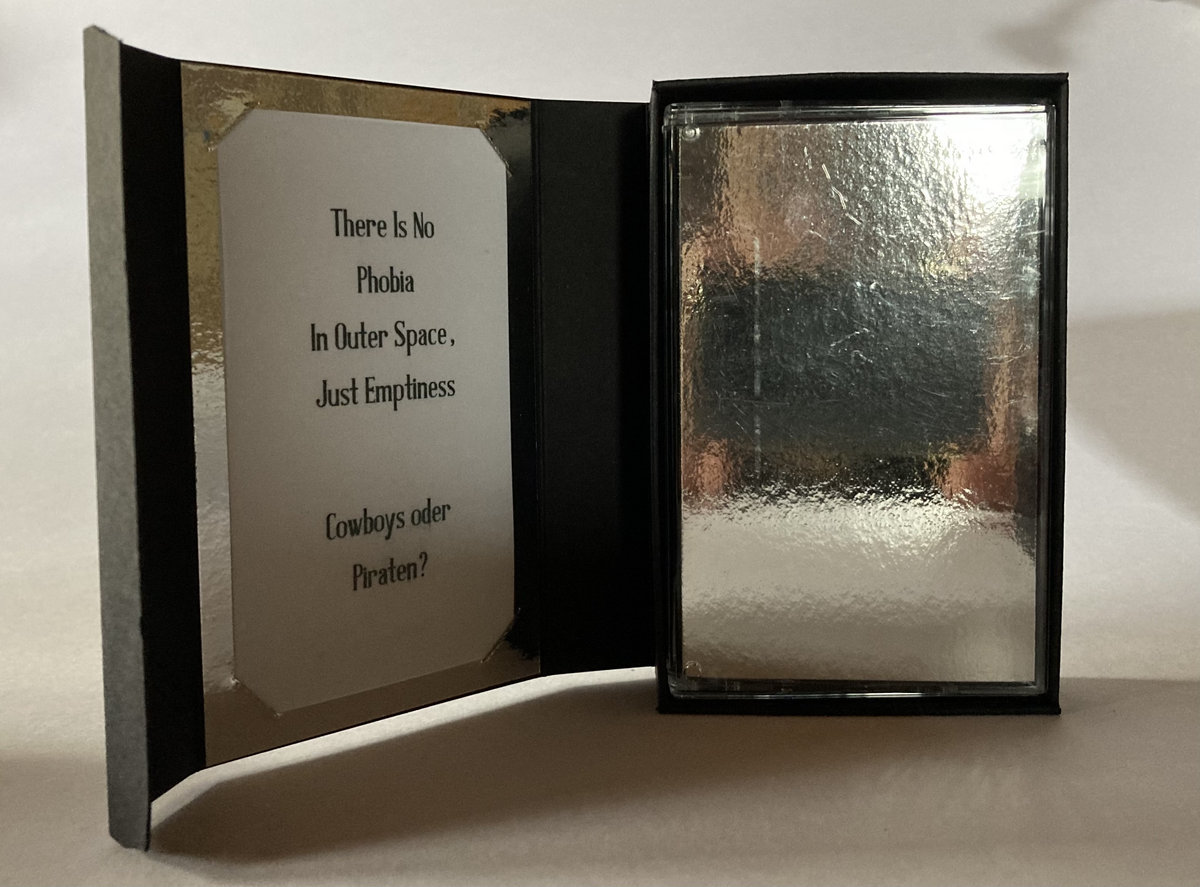 There Is No
Phobia
In Outer Space,
Just Emptiness
Cowboys oder
Piraten?